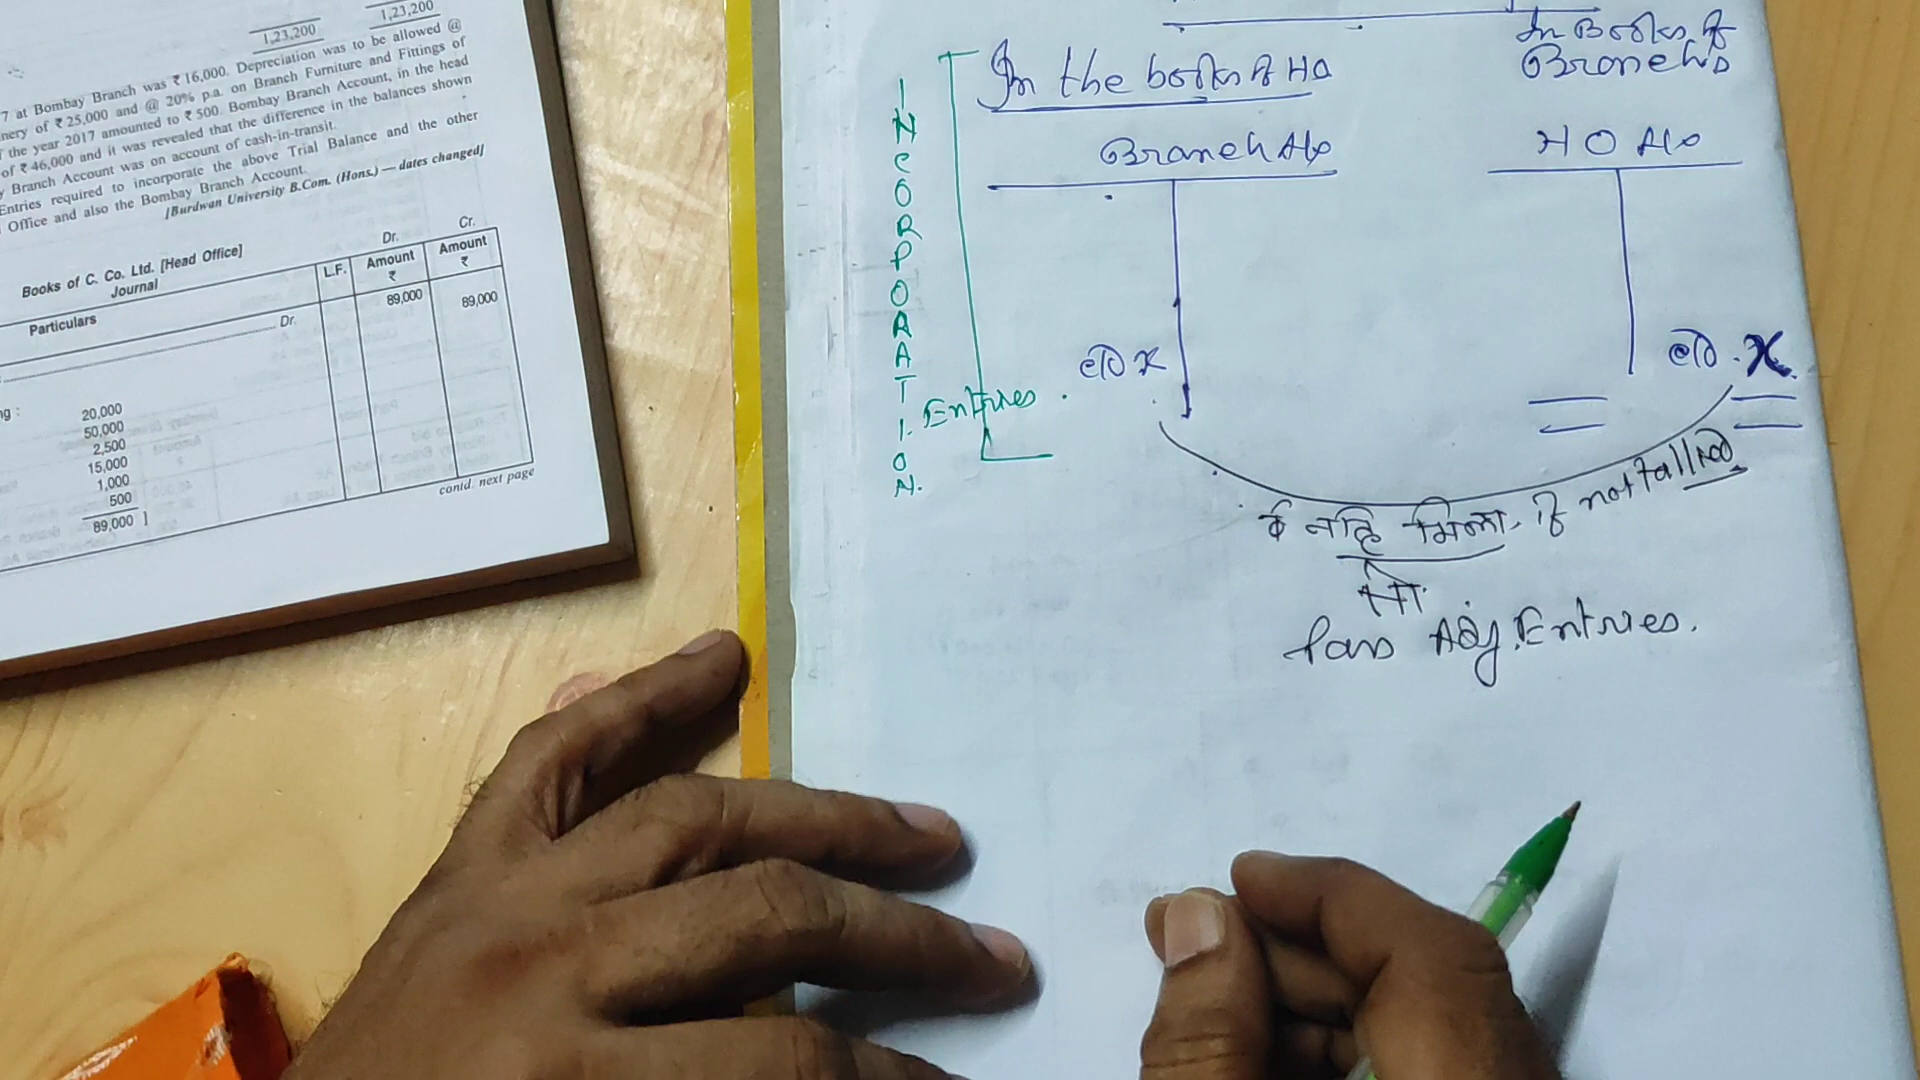 1,23,200 1,23,200
7 at Bombay Branch was ₹ 16,000. Depreciation was to be allowed @
nery of ₹ 25,000 and @ 20% p.a. on Branch Furniture and Fittings of
the year 2017 amounted to ₹ 500. Bombay Branch Account, in the head
of ₹ 46,000 and it was revealed that the difference in the balances shown
y Branch Account was on account of cash-in-transit.
Entries required to incorporate the above Trial Balance and the other
Office and also the Bombay Branch Account.
[Burdwan University B.Com. (Hons.) — dates changed]
Books of C. Co. Ltd. [Head Office]
Journal
Dr. Cr.
Particulars L.F. Amount ₹ Amount ₹
Dr. 89,000 89,000
ng :
20,000
50,000
2,500
15,000
1,000
500
89,000 ]
contd. next page
In the books of HO
In Books of
Branch
Branch A/c
H O A/c
INCORPORATION
Entries
X
X
नहि मिला. if not tallied
तो
Pass Adj. Entries.